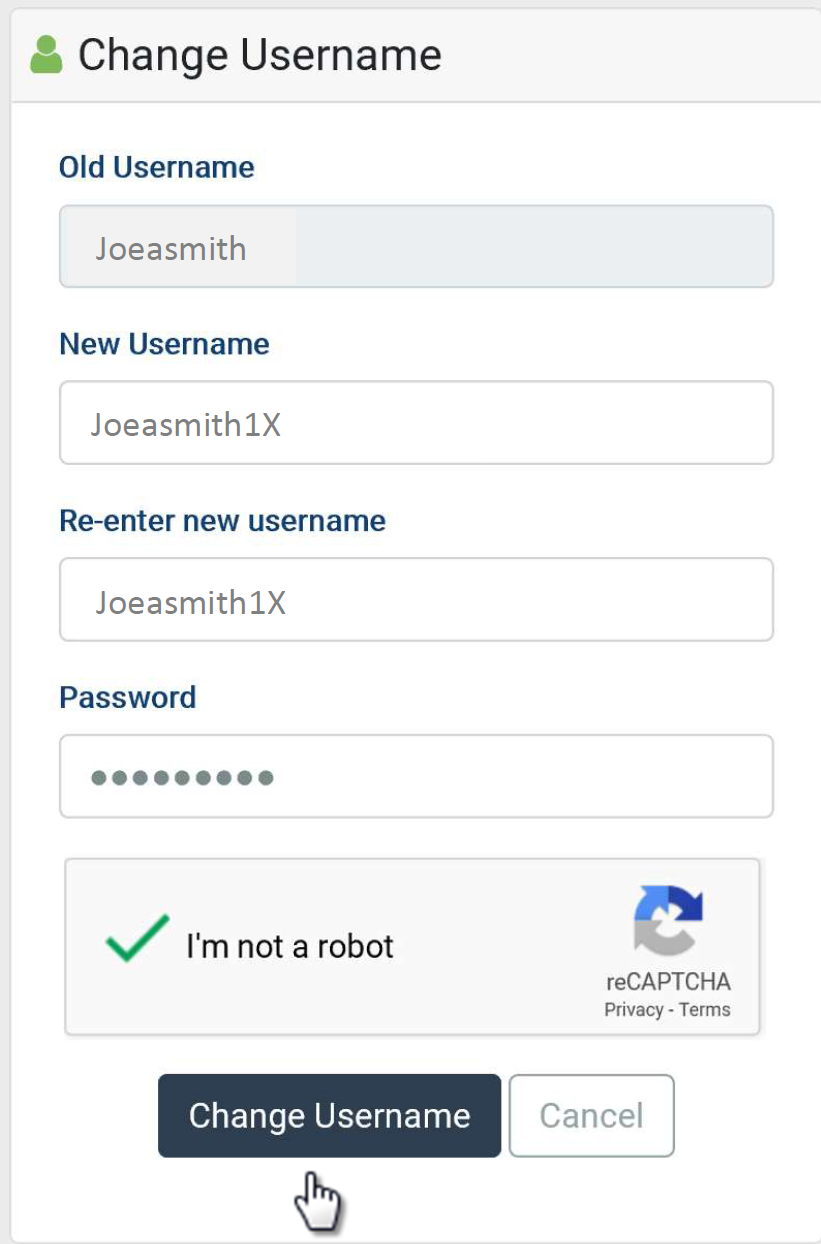 Change Username
Old Username
Joeasmith
New Username
Joeasmith1X
Re-enter new username
Joeasmith1X
Password
●●●●●●●●●
I'm not a robot
reCAPTCHA
Privacy - Terms
Change Username Cancel